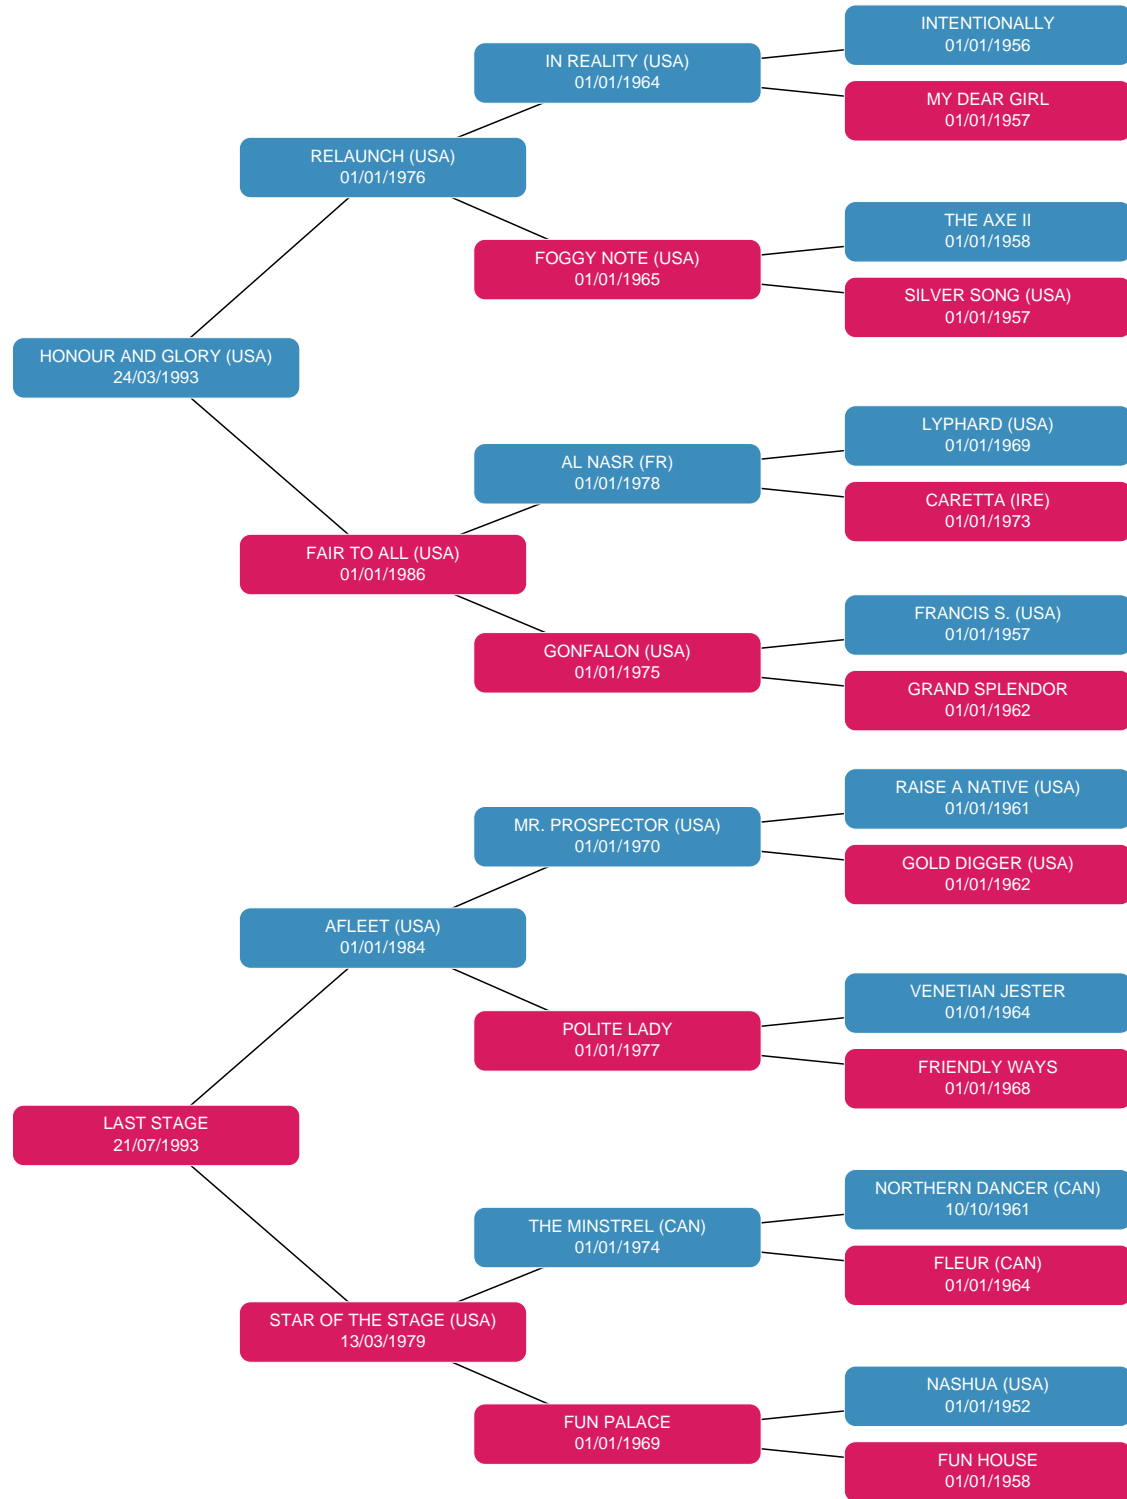 INTENTIONALLY
01/01/1956
IN REALITY (USA)
01/01/1964
MY DEAR GIRL
01/01/1957
RELAUNCH (USA)
01/01/1976
THE AXE II
01/01/1958
FOGGY NOTE (USA)
01/01/1965
SILVER SONG (USA)
01/01/1957
HONOUR AND GLORY (USA)
24/03/1993
LYPHARD (USA)
01/01/1969
AL NASR (FR)
01/01/1978
CARETTA (IRE)
01/01/1973
FAIR TO ALL (USA)
01/01/1986
FRANCIS S. (USA)
01/01/1957
GONFALON (USA)
01/01/1975
GRAND SPLENDOR
01/01/1962
RAISE A NATIVE (USA)
01/01/1961
MR. PROSPECTOR (USA)
01/01/1970
GOLD DIGGER (USA)
01/01/1962
AFLEET (USA)
01/01/1984
VENETIAN JESTER
01/01/1964
POLITE LADY
01/01/1977
FRIENDLY WAYS
01/01/1968
LAST STAGE
21/07/1993
NORTHERN DANCER (CAN)
10/10/1961
THE MINSTREL (CAN)
01/01/1974
FLEUR (CAN)
01/01/1964
STAR OF THE STAGE (USA)
13/03/1979
NASHUA (USA)
01/01/1952
FUN PALACE
01/01/1969
FUN HOUSE
01/01/1958